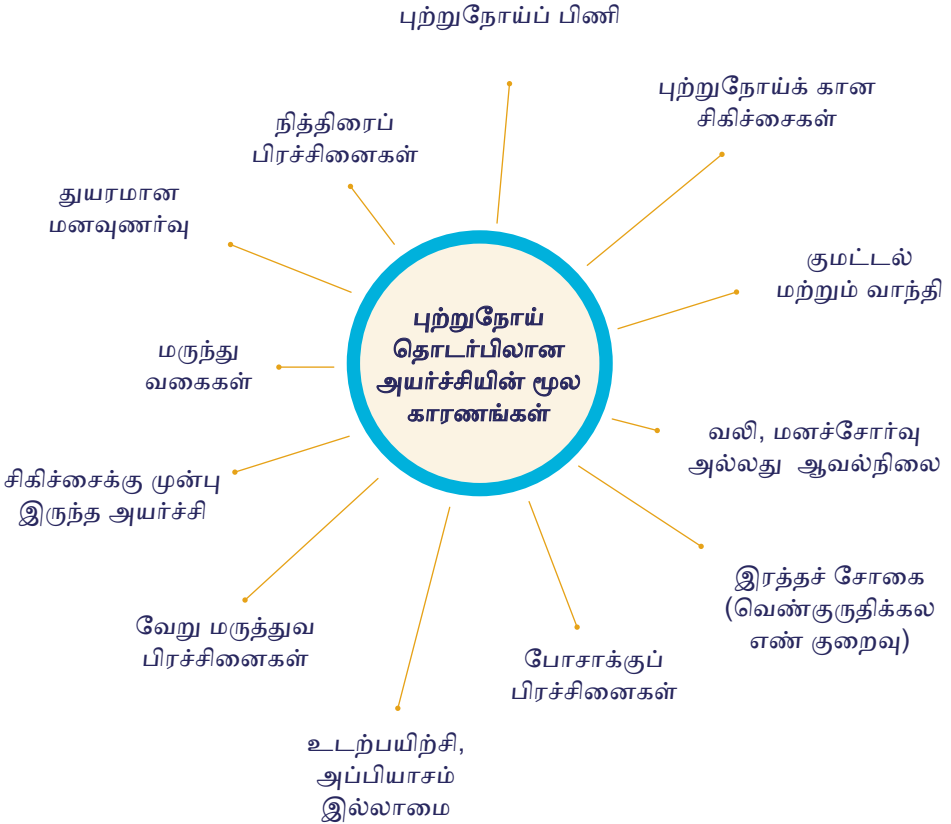 புற்றுநோய்ப் பிணி
புற்றுநோய்க் கான
சிகிச்சைகள்
நித்திரைப்
பிரச்சினைகள்
துயரமான
மனவுணர்வு
குமட்டல்
மற்றும் வாந்தி
புற்றுநோய்
தொடர்பிலான
அயர்ச்சியின் மூல
காரணங்கள்
மருந்து
வகைகள்
வலி, மனச்சோர்வு
அல்லது ஆவல்நிலை
சிகிச்சைக்கு முன்பு
இருந்த அயர்ச்சி
இரத்தச் சோகை
(வெண்குருதிக்கல
எண் குறைவு)
வேறு மருத்துவ
பிரச்சினைகள்
போசாக்குப்
பிரச்சினைகள்
உடற்பயிற்சி,
அப்பியாசம்
இல்லாமை